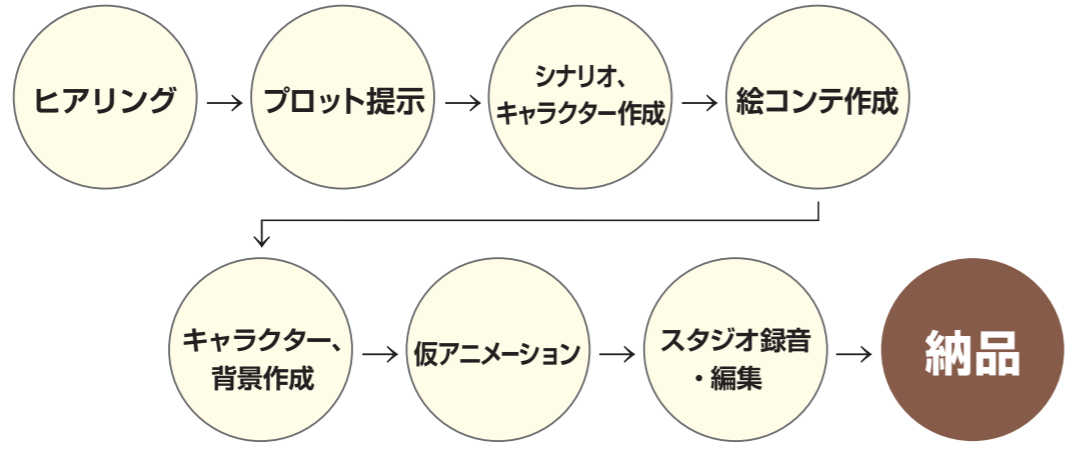 ヒアリング
プロット提示
シナリオ、
キャラクター作成
絵コンテ作成
キャラクター、
背景作成
仮アニメーション
スタジオ録音
・編集
納品